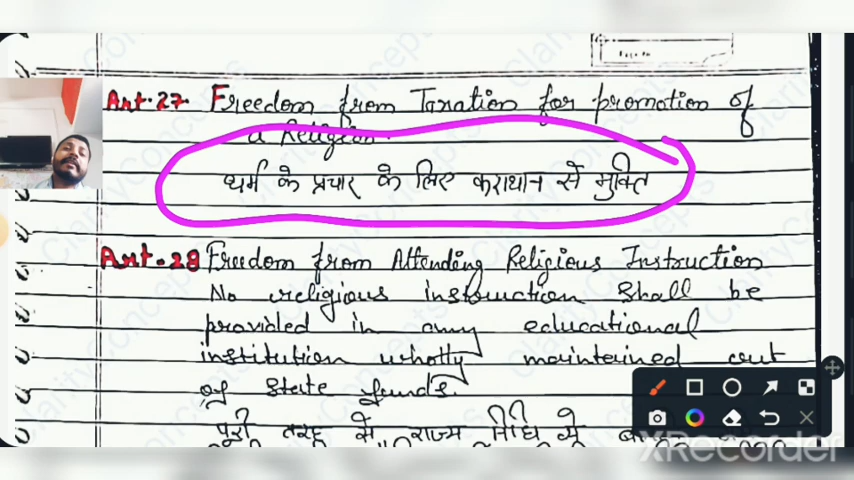 Art·27. Freedom from Taxation for promotion of
a Religion.
धर्म के प्रचार के लिए कराधान से मुक्ति
Art·28 Freedom from Attending Religious Instruction
No religious instruction shall be
provided in any educational
institution wholly maintained out
of State funds.
पूरी तरह से राज्य निधि से
XRecorder